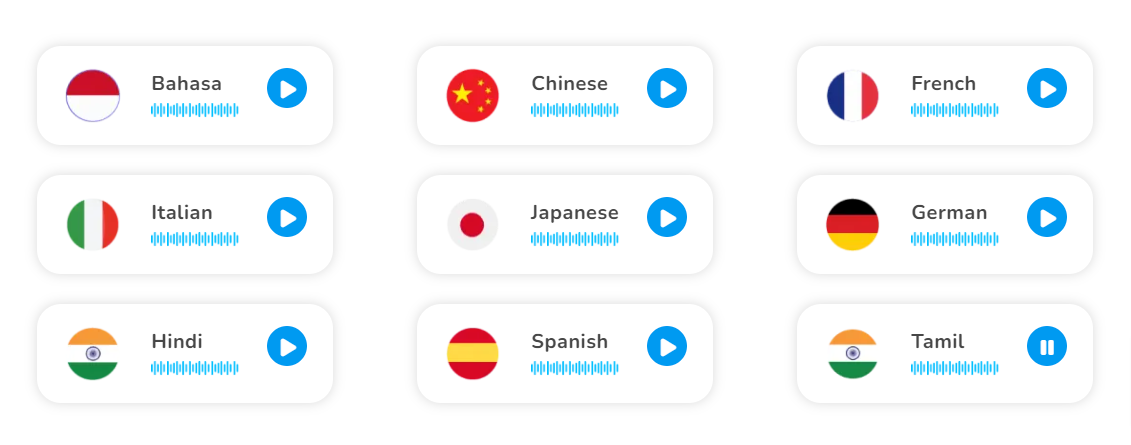 Bahasa
Chinese
French
Italian
Japanese
German
Hindi
Spanish
Tamil